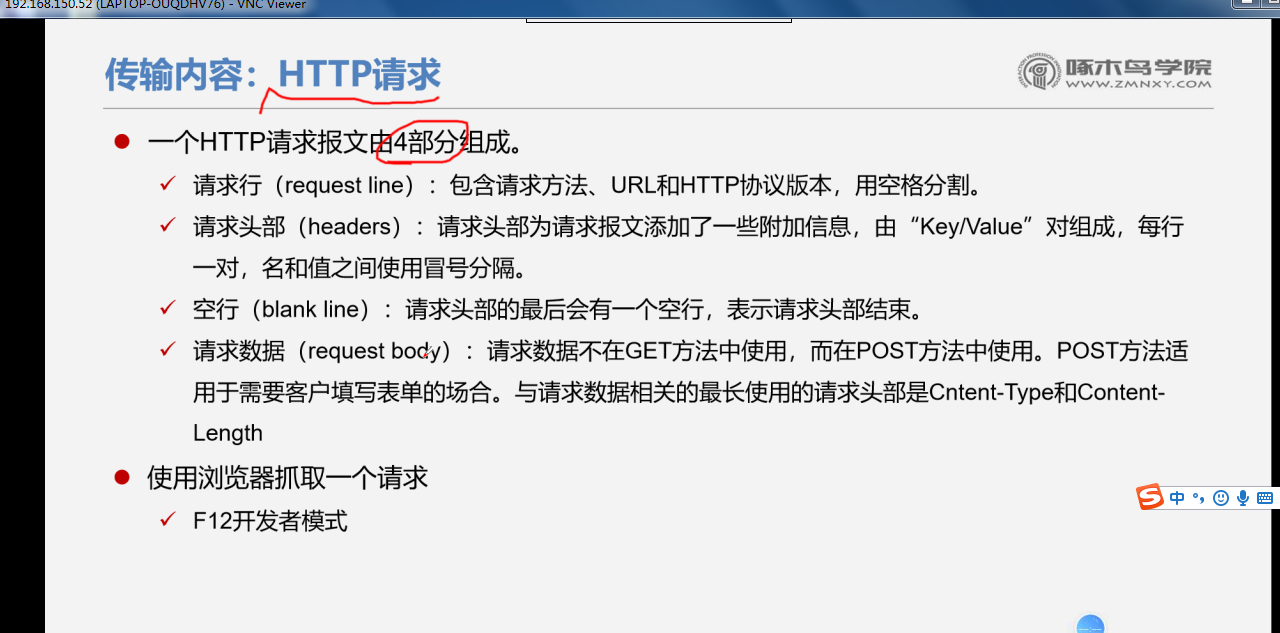 192.168.150.52 (LAPTOP-OUQDHV76) - VNC Viewer
传输内容：HTTP请求
啄木鸟学院
WWW.ZMNXY.COM
一个HTTP请求报文由4部分组成。
请求行（request line）：包含请求方法、URL和HTTP协议版本，用空格分割。
请求头部（headers）：请求头部为请求报文添加了一些附加信息，由“Key/Value”对组成，每行
一对，名和值之间使用冒号分隔。
空行（blank line）：请求头部的最后会有一个空行，表示请求头部结束。
请求数据（request body）：请求数据不在GET方法中使用，而在POST方法中使用。POST方法适
用于需要客户填写表单的场合。与请求数据相关的最长使用的请求头部是Cntent-Type和Content-
Length
使用浏览器抓取一个请求
F12开发者模式
中